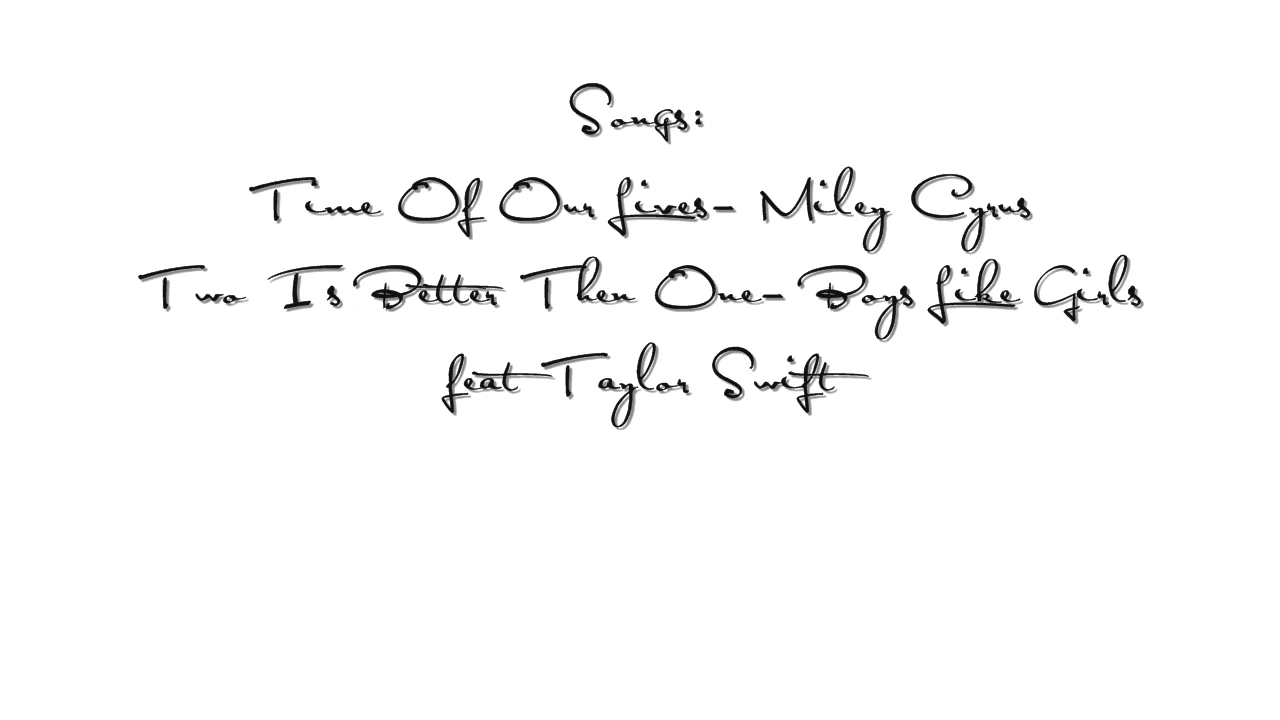 Songs:
Time Of Our Lives- Miley Cyrus
Two Is Better Then One- Boys Like Girls
feat Taylor Swift